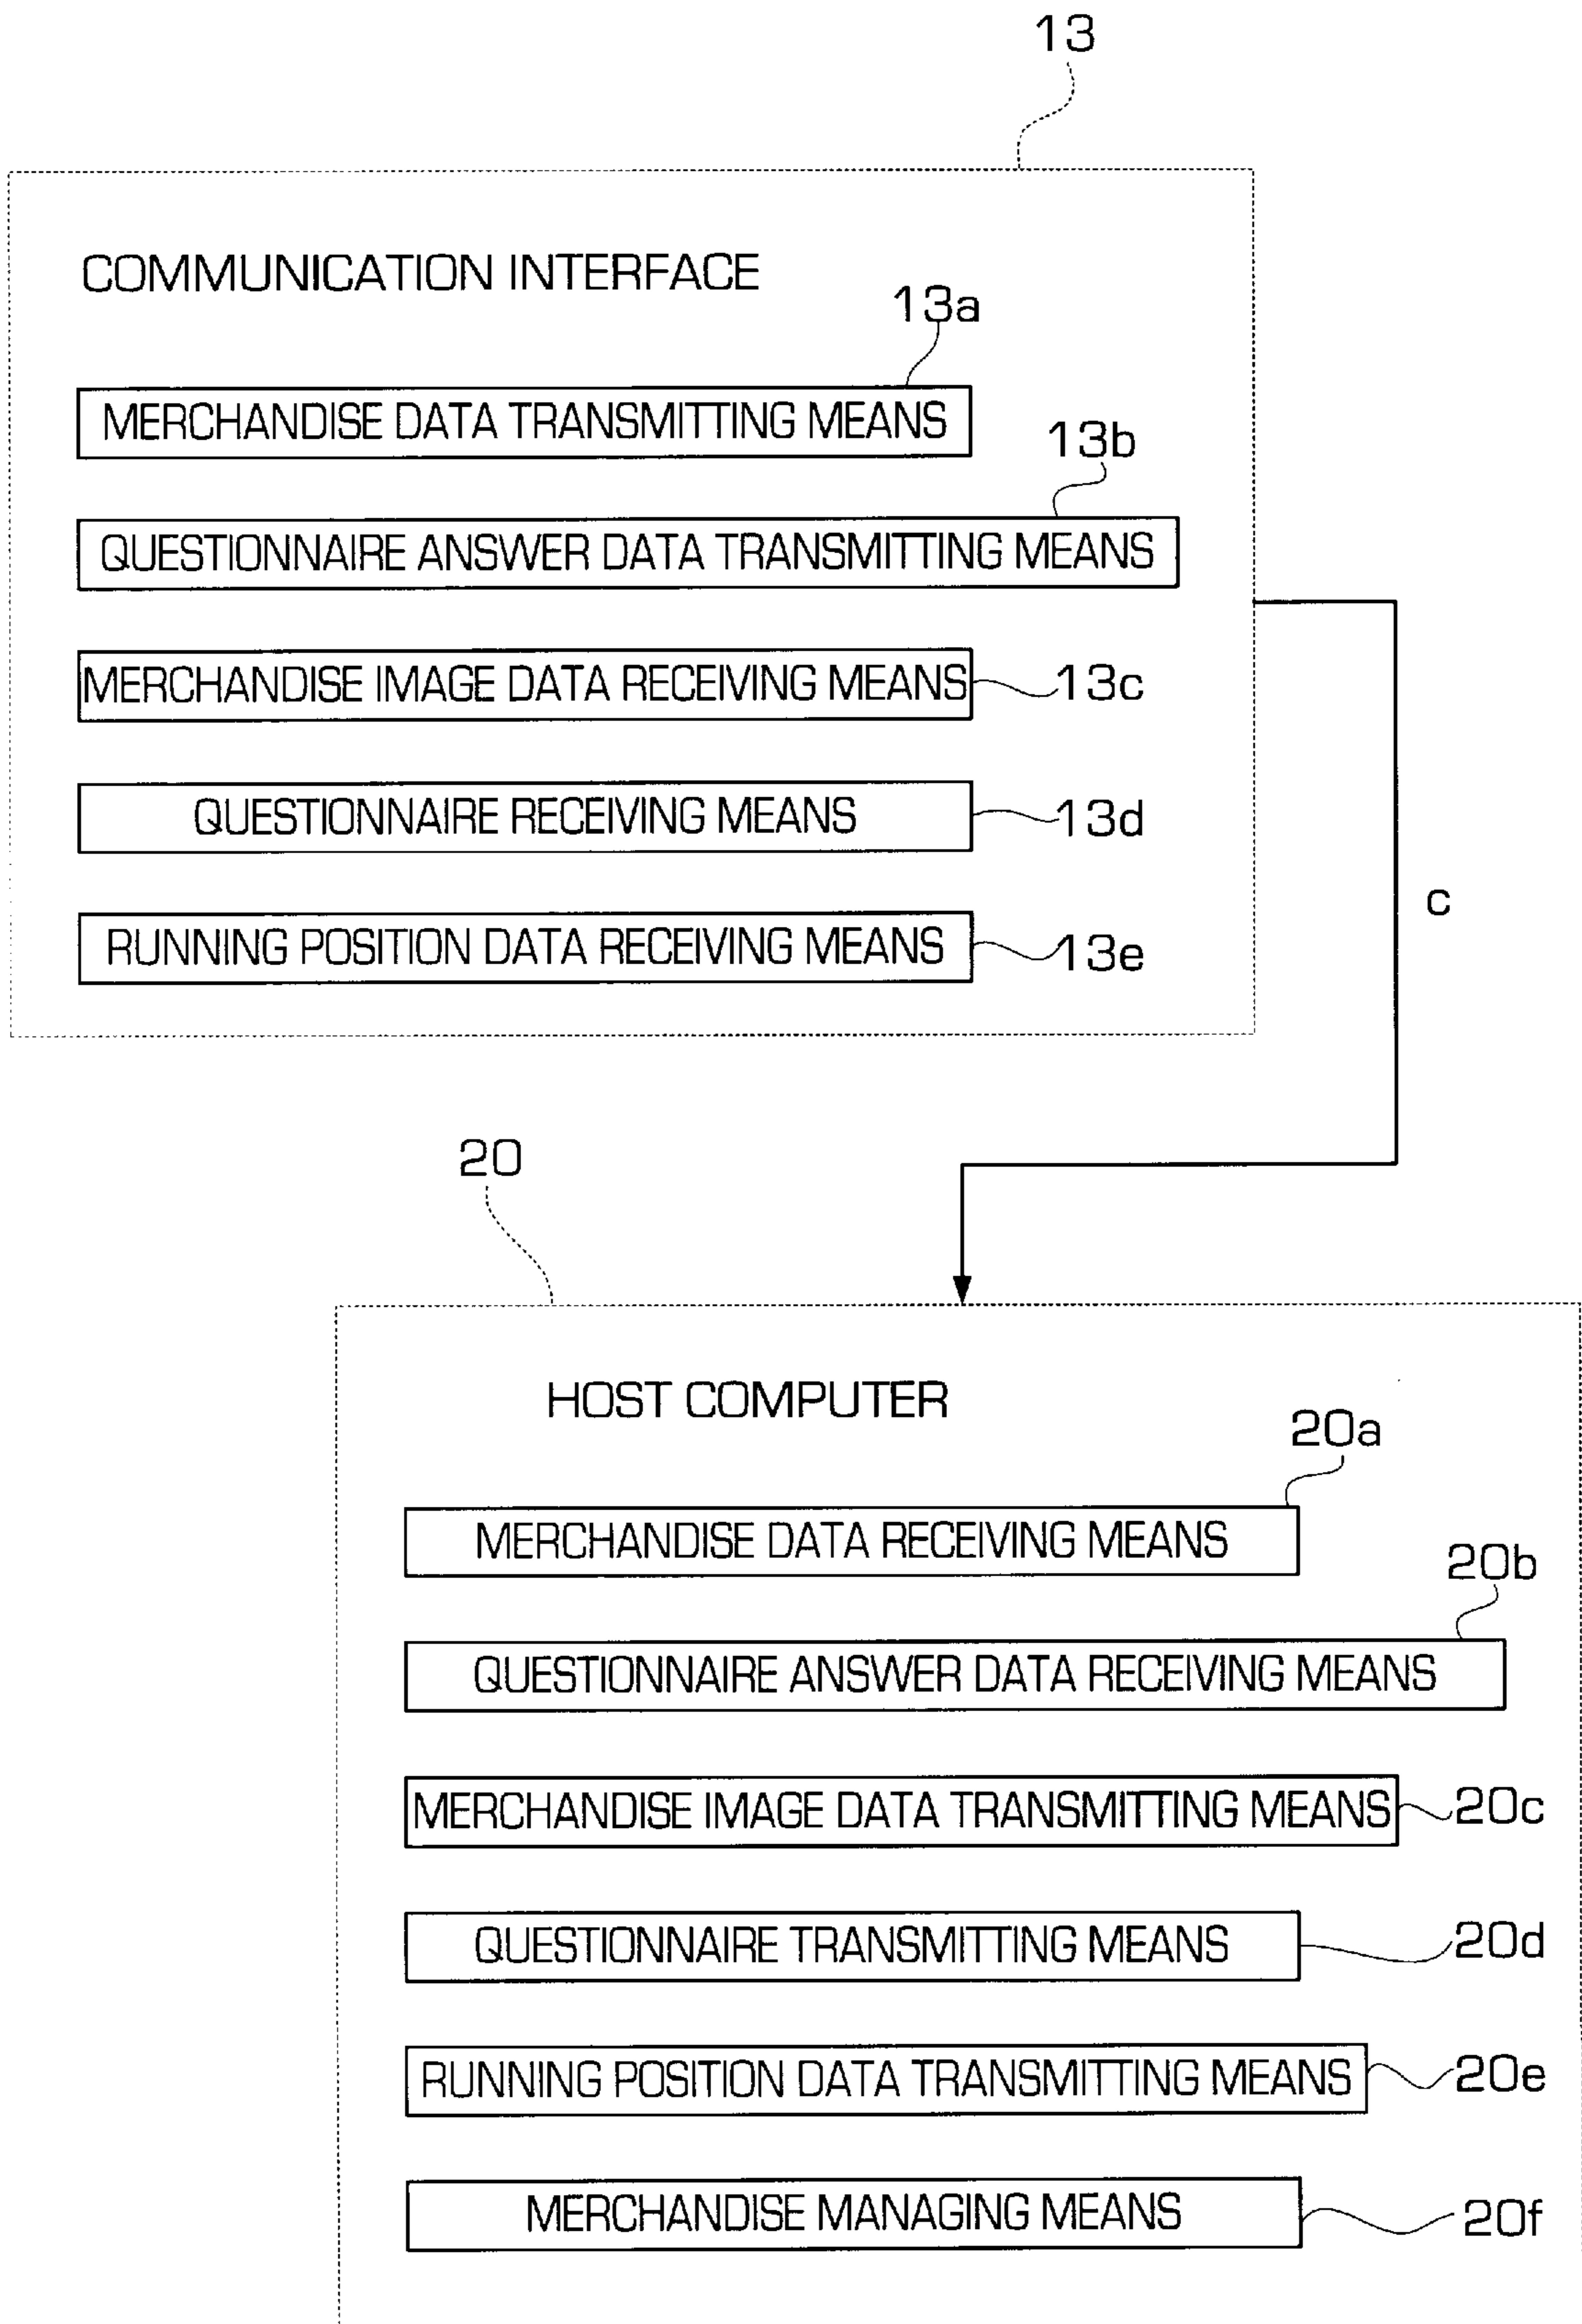 13
COMMUNICATION INTERFACE
13a
MERCHANDISE DATA TRANSMITTING MEANS
13b
QUESTIONNAIRE ANSWER DATA TRANSMITTING MEANS
MERCHANDISE IMAGE DATA RECEIVING MEANS 13c
QUESTIONNAIRE RECEIVING MEANS 13d
c
RUNNING POSITION DATA RECEIVING MEANS 13e
20
HOST COMPUTER
20a
MERCHANDISE DATA RECEIVING MEANS
20b
QUESTIONNAIRE ANSWER DATA RECEIVING MEANS
MERCHANDISE IMAGE DATA TRANSMITTING MEANS 20c
QUESTIONNAIRE TRANSMITTING MEANS 20d
RUNNING POSITION DATA TRANSMITTING MEANS 20e
MERCHANDISE MANAGING MEANS 20f